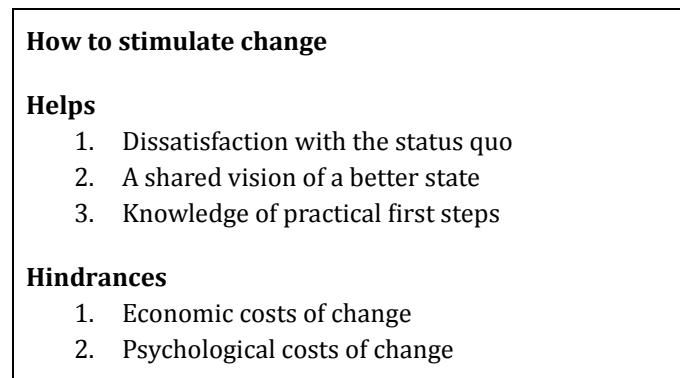 How to stimulate change
Helps
1. Dissatisfaction with the status quo
2. A shared vision of a better state
3. Knowledge of practical first steps
Hindrances
1. Economic costs of change
2. Psychological costs of change